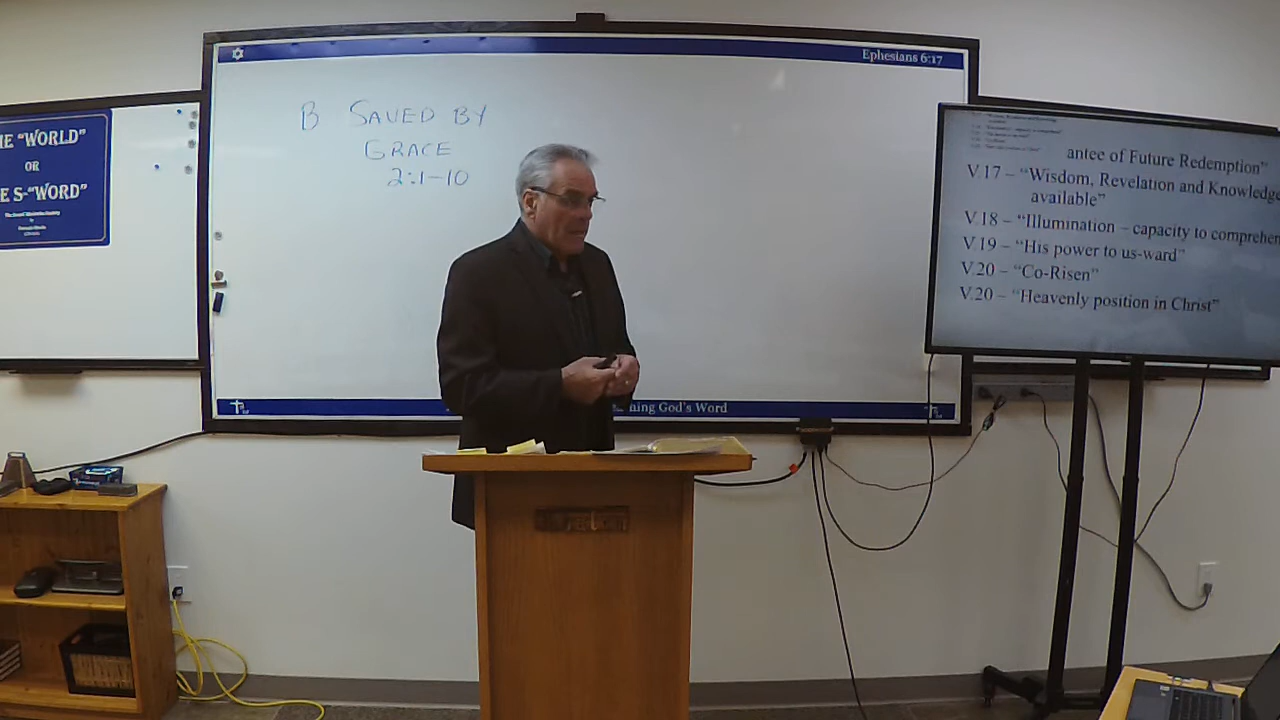 HE "WORLD"
OR
E S-"WORD"
Ephesians 6:17
B SAVED BY
GRACE
2:1-10
ning God's Word
antee of Future Redemption"
V.17 – "Wisdom, Revelation and Knowledge
available"
V.18 – "Illumination – capacity to comprehen
V.19 – "His power to us-ward"
V.20 – "Co-Risen"
V.20 – "Heavenly position in Christ"